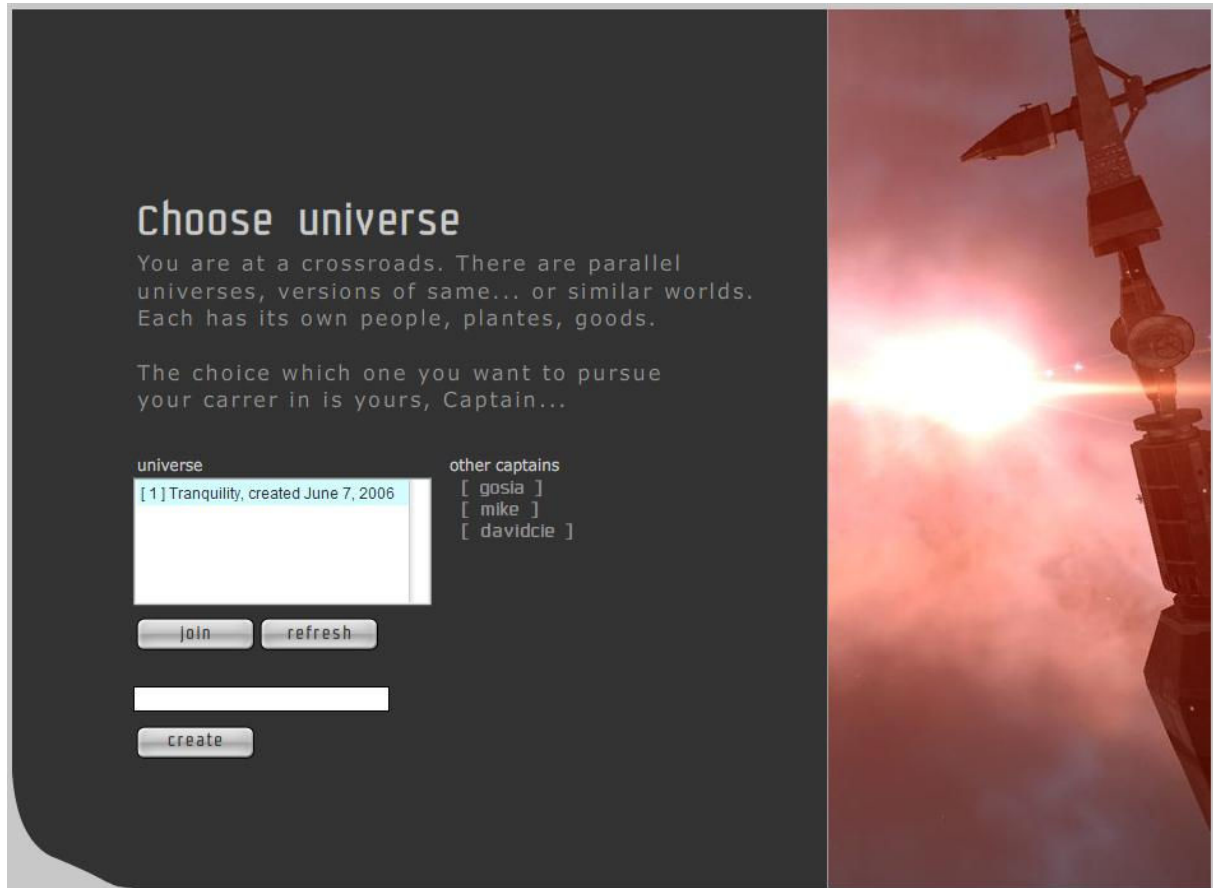 Choose universe
You are at a crossroads. There are parallel
universes, versions of same... or similar worlds.
Each has its own people, plantes, goods.
The choice which one you want to pursue
your carrer in is yours, Captain...
universe
[ 1 ] Tranquility, created June 7, 2006
other captains
[ gosia ]
[ mike ]
[ davidcie ]
join
refresh
create